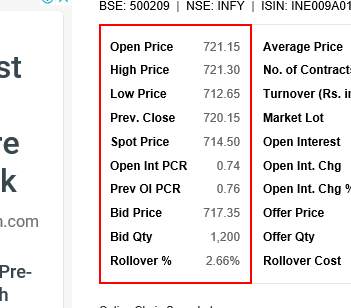 BSE: 500209 | NSE: INFY | ISIN: INE009A01
st
re
k
n.com
Pre-
h
Open Price 721.15 Average Price
High Price 721.30 No. of Contract
Low Price 712.65 Turnover (Rs. i
Prev. Close 720.15 Market Lot
Spot Price 714.50 Open Interest
Open Int PCR 0.74 Open Int. Chg
Prev OI PCR 0.76 Open Int. Chg %
Bid Price 717.35 Offer Price
Bid Qty 1,200 Offer Qty
Rollover % 2.66% Rollover Cost